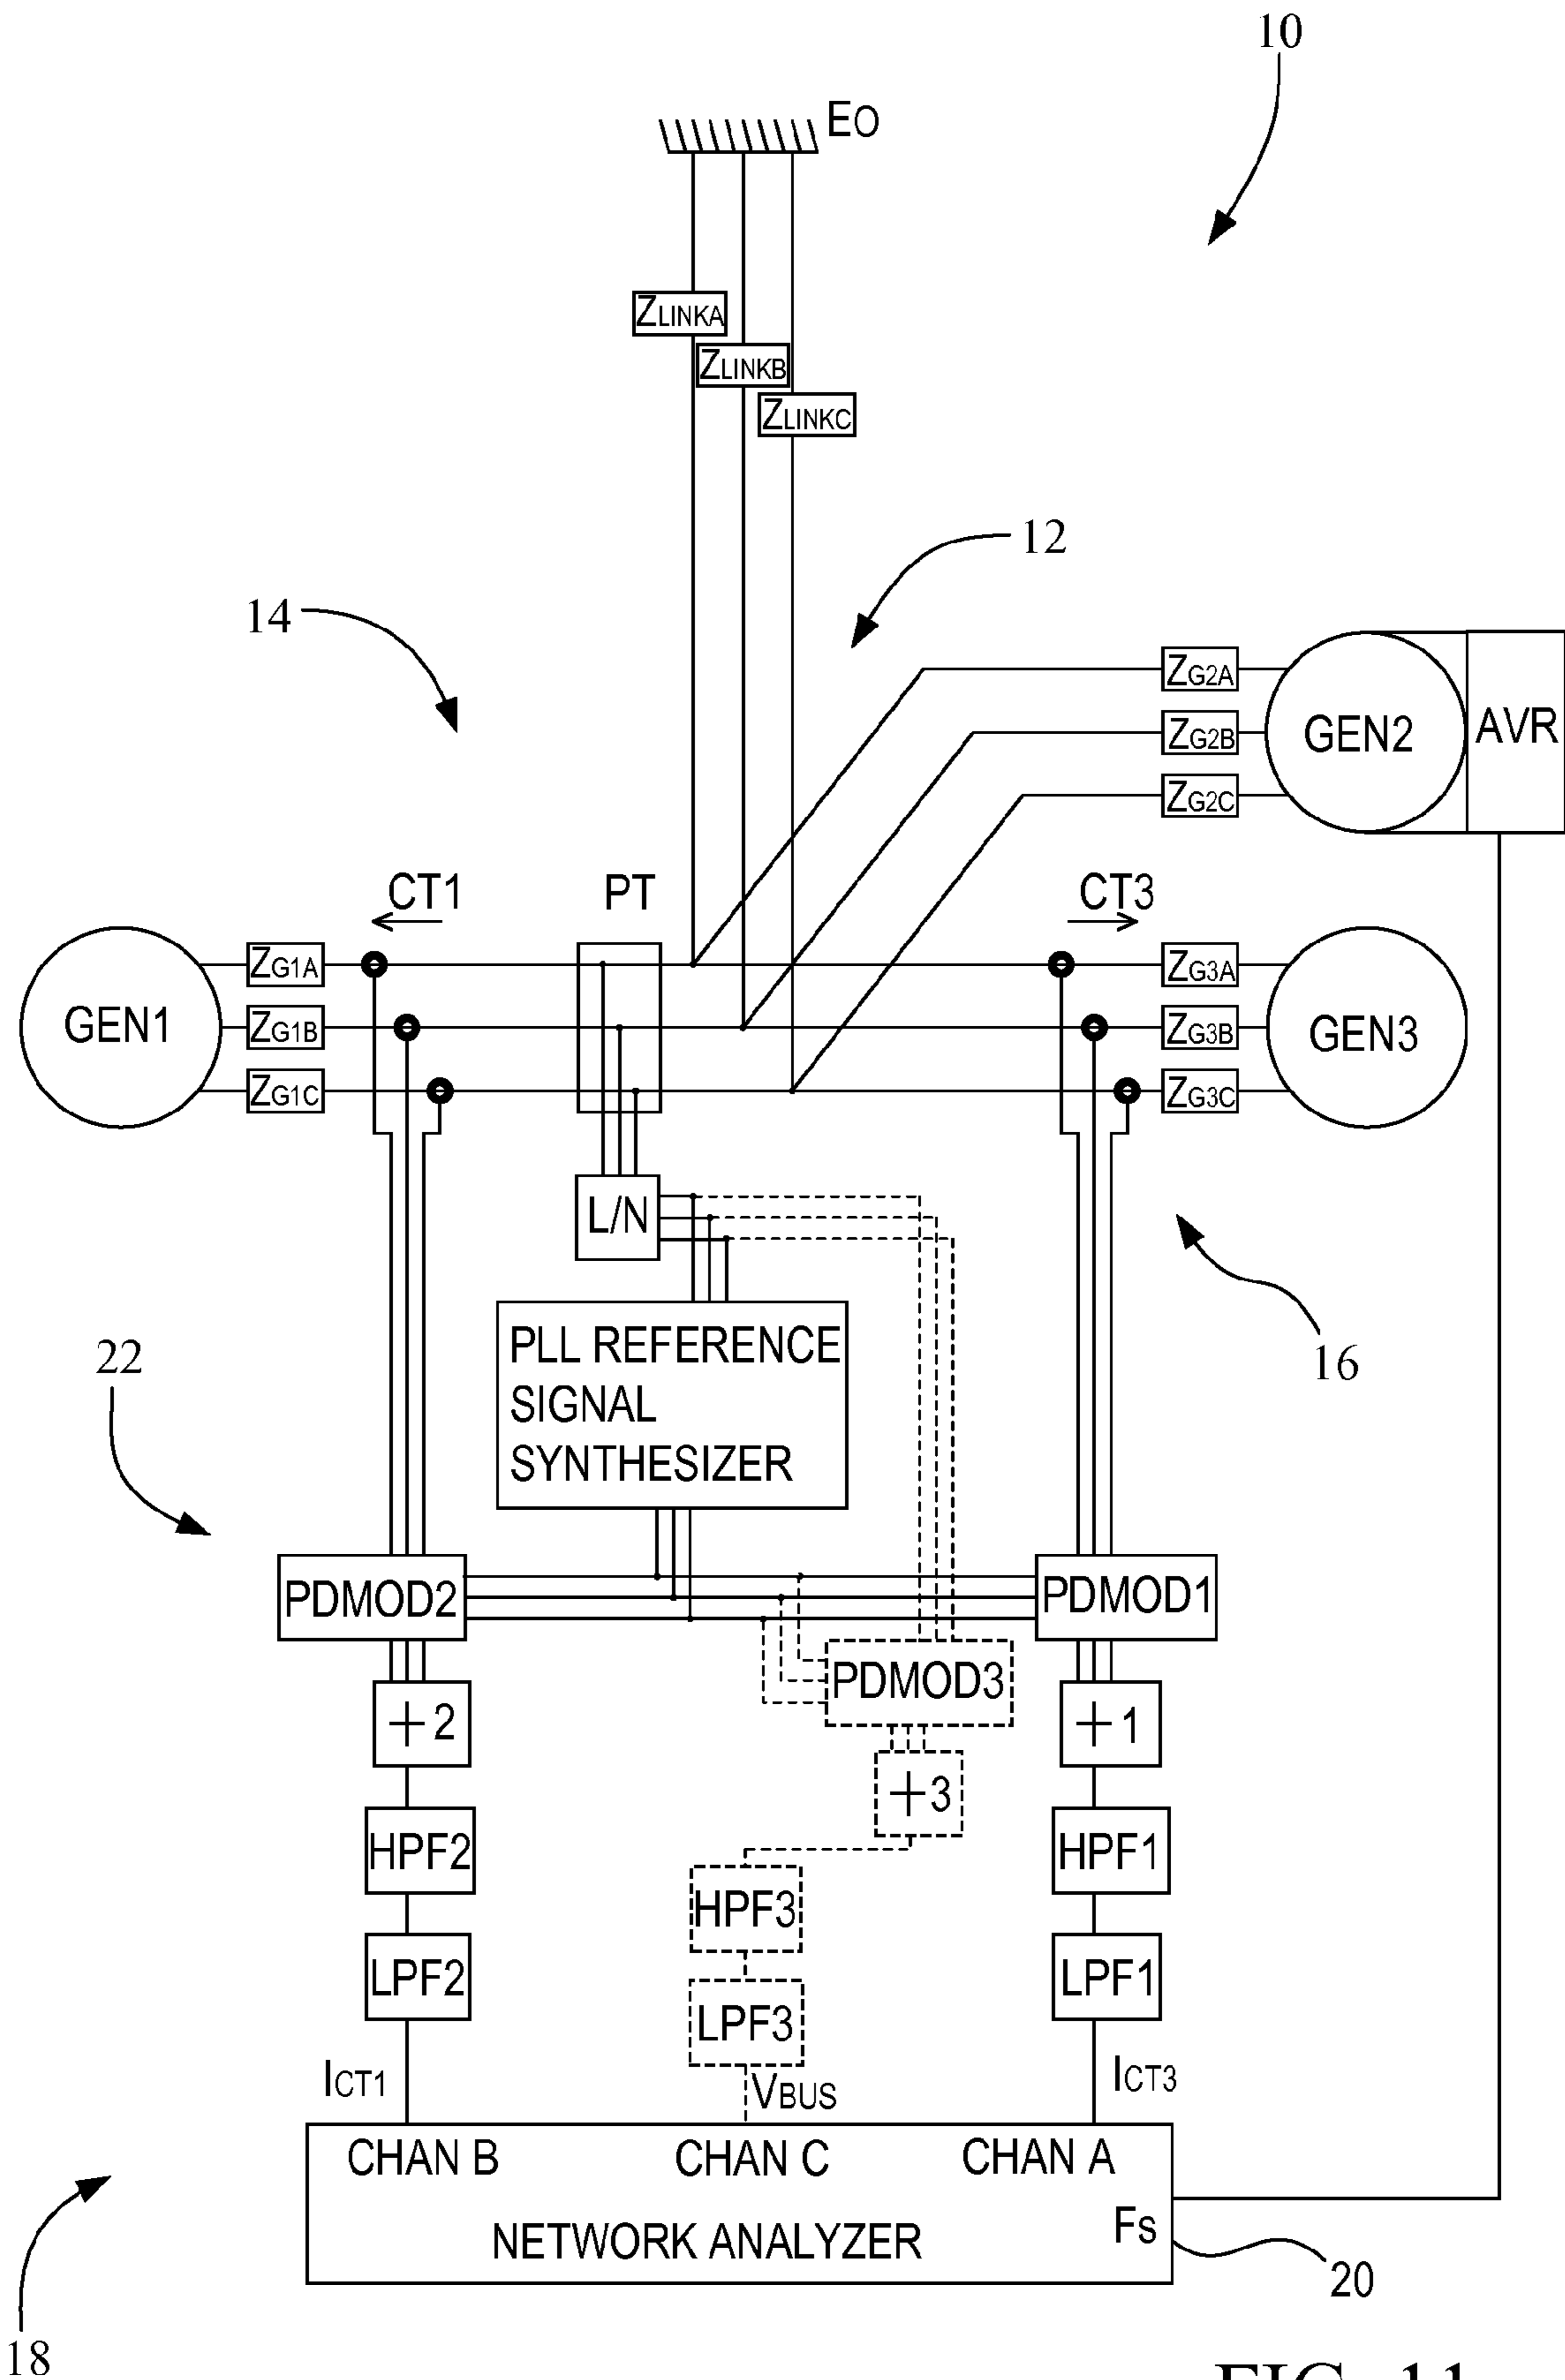 10
EO
ZLINKA
ZLINKB
ZLINKC
12
14
ZG2A
ZG2B
ZG2C
GEN2
AVR
CT1
PT
CT3
GEN1
ZG1A
ZG1B
ZG1C
ZG3A
ZG3B
ZG3C
GEN3
L/N
PLL REFERENCE
SIGNAL
SYNTHESIZER
16
22
PDMOD2
PDMOD1
PDMOD3
+2
+1
+3
HPF2
HPF1
HPF3
LPF2
LPF1
LPF3
ICT1
VBUS
ICT3
CHAN B
CHAN C
CHAN A
FS
NETWORK ANALYZER
20
18
FIG. 11